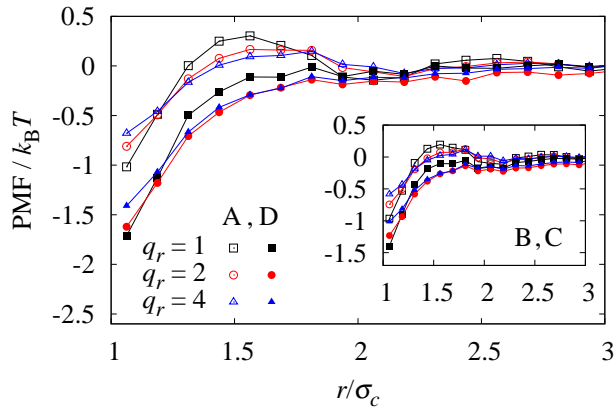 0.5
0
-0.5
-1
-1.5
-2
-2.5
PMF / k_B T
A , D
q_r = 1
q_r = 2
q_r = 4
0.5
0
-0.5
-1
-1.5
B , C
1 1.5 2 2.5 3
1 1.5 2 2.5 3
r/σ_c